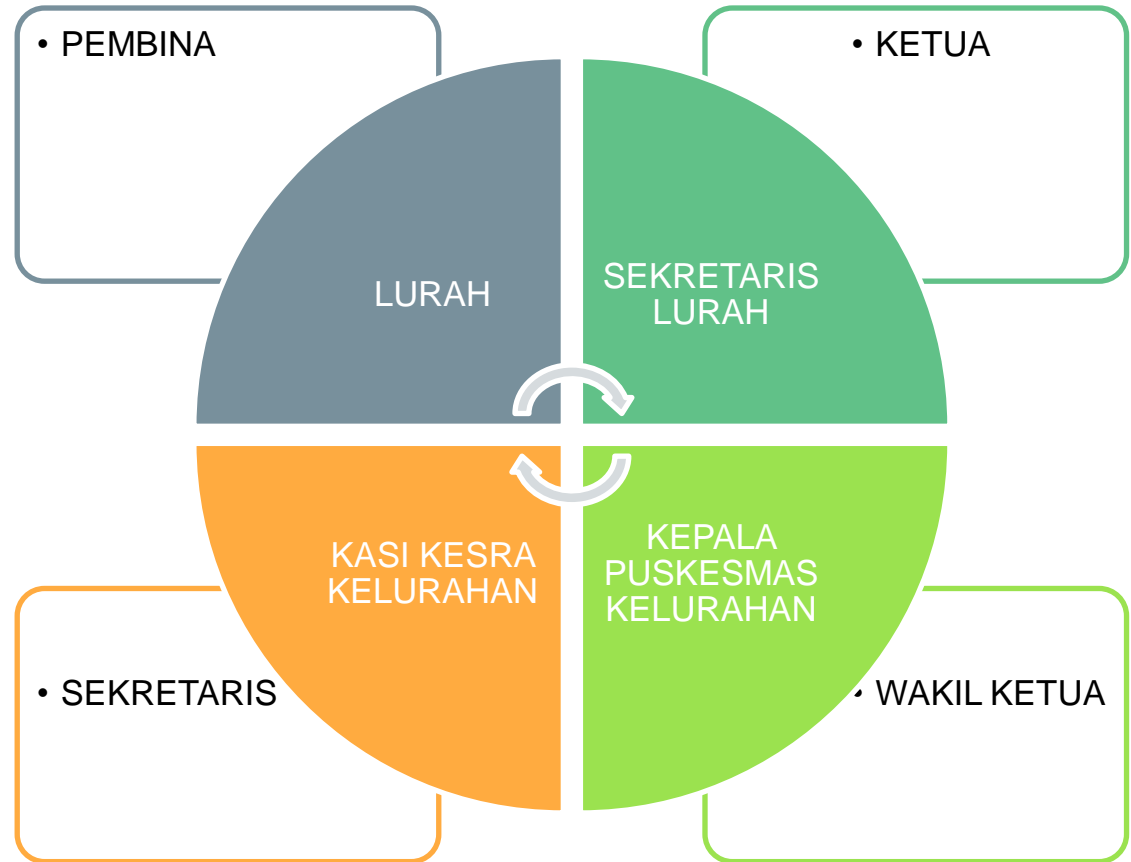 • PEMBINA
• KETUA
LURAH
SEKRETARIS
LURAH
KASI KESRA
KELURAHAN
KEPALA
PUSKESMAS
KELURAHAN
• SEKRETARIS
• WAKIL KETUA